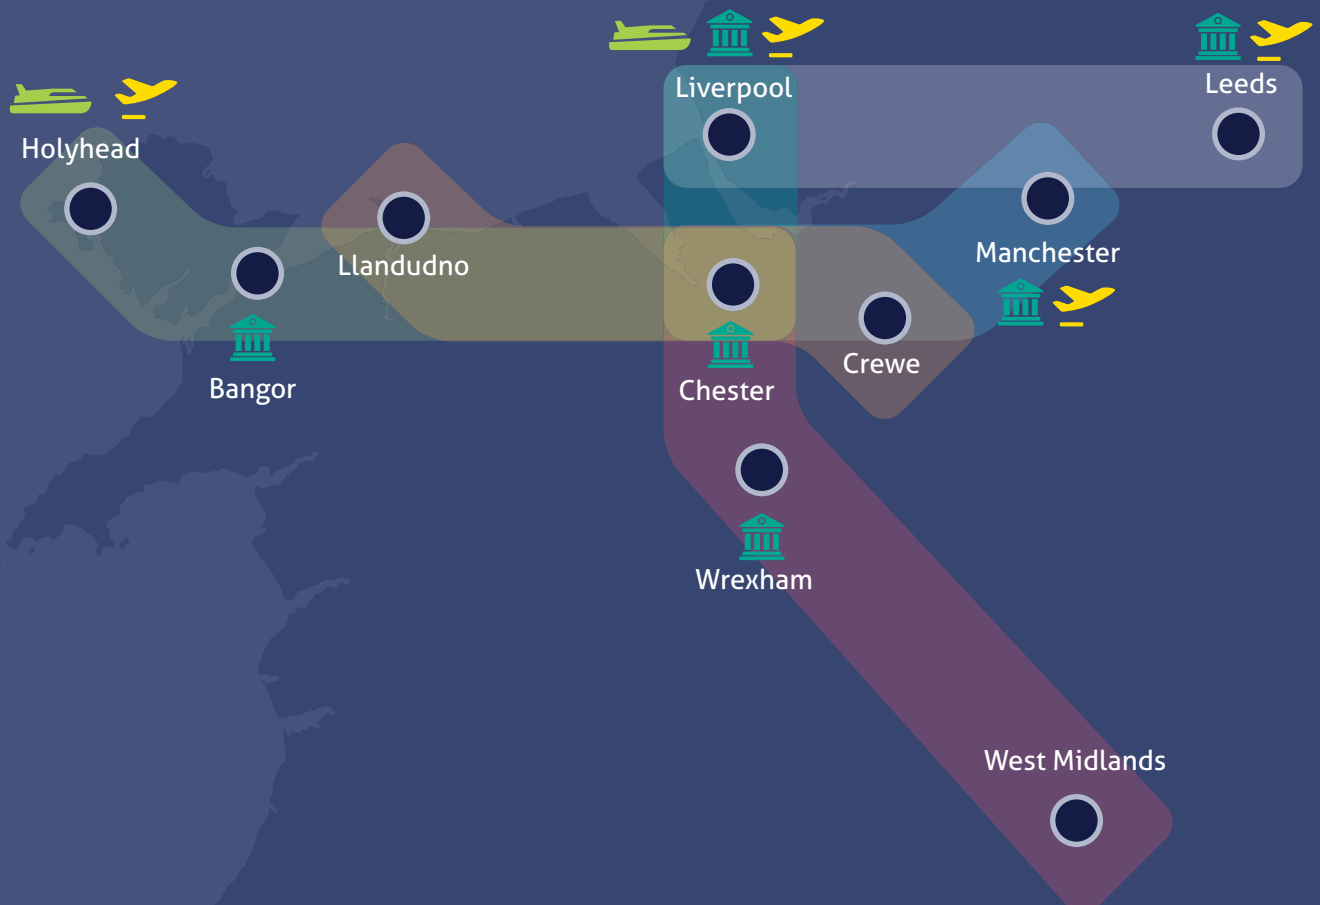 Liverpool
Leeds
Holyhead
Manchester
Llandudno
Crewe
Bangor
Chester
Wrexham
West Midlands